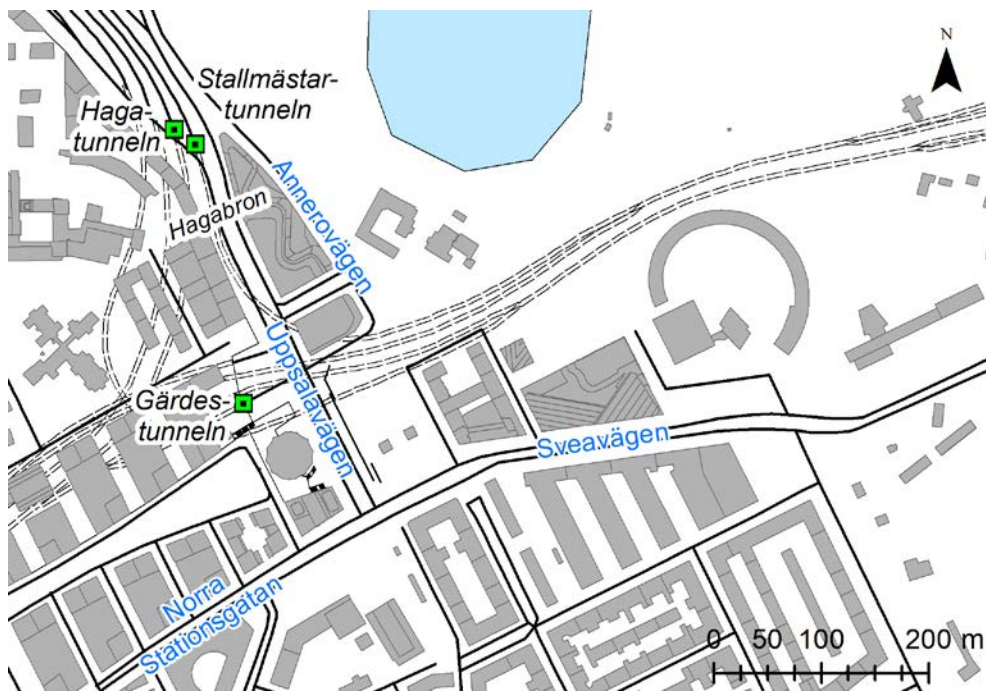 N
Stallmästar-
tunneln
Haga-
tunneln
Hagabron
Annerovägen
Uppsalavägen
Gärdes-
tunneln
Sveavägen
Norra
Stationsgatan
0 50 100 200 m